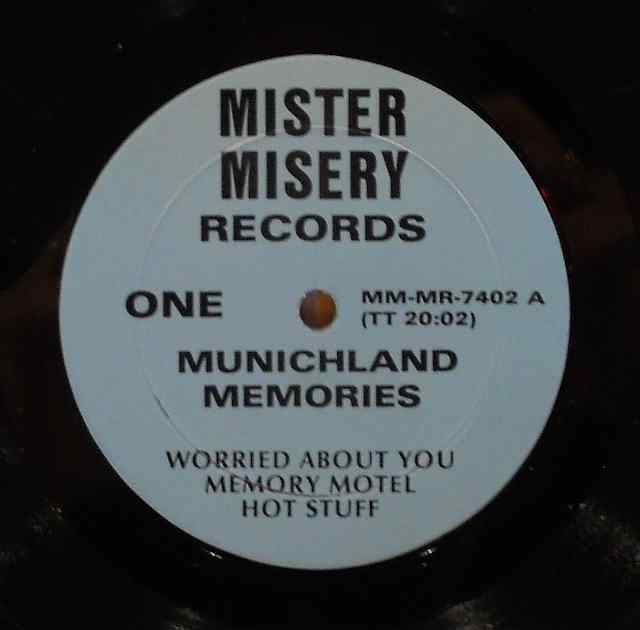 MISTER
MISERY
RECORDS
ONE
MM-MR-7402 A
(TT 20:02)
MUNICHLAND
MEMORIES
WORRIED ABOUT YOU
MEMORY MOTEL
HOT STUFF